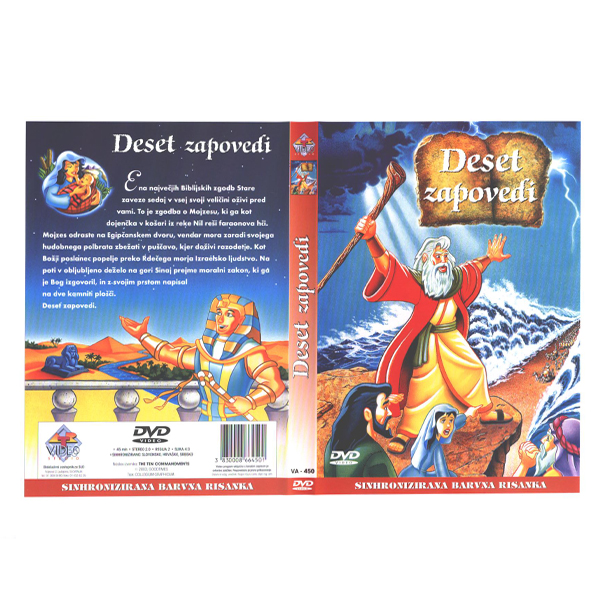 Deset zapovedi
Ena največjih Biblijskih zgodb Stare
zaveze sedaj v vsej svoji veličini oživi pred
vami. To je zgodba o Mojzesu, ki ga kot
dojenčka v košari iz reke Nil reši faraonova hči.
Mojzes odraste na Egipčanskem dvoru, vendar mora zaradi svojega
hudobnega polbrata zbežati v puščavo, kjer doživi razodetje. Kot
Božji poslanec popelje preko Rdečega morja Izraelsko ljudstvo. Na
poti v obljubljeno deželo na gori Sinaj prejme moralni zakon, ki ga
je Bog izgovoril, in z svojim prstom napisal
na dve kamniti plošči.
Deset zapovedi.
VIDEO
DVD
VIDEO
THE TEN COMMANDMENTS
3 830008 664501
SINHRONIZIRANA BARVNA RISANKA
VIDEO
Deset zapovedi
VA - 450
DVD
Deset
zapovedi
DVD
VIDEO
SINHRONIZIRANA BARVNA RISANKA